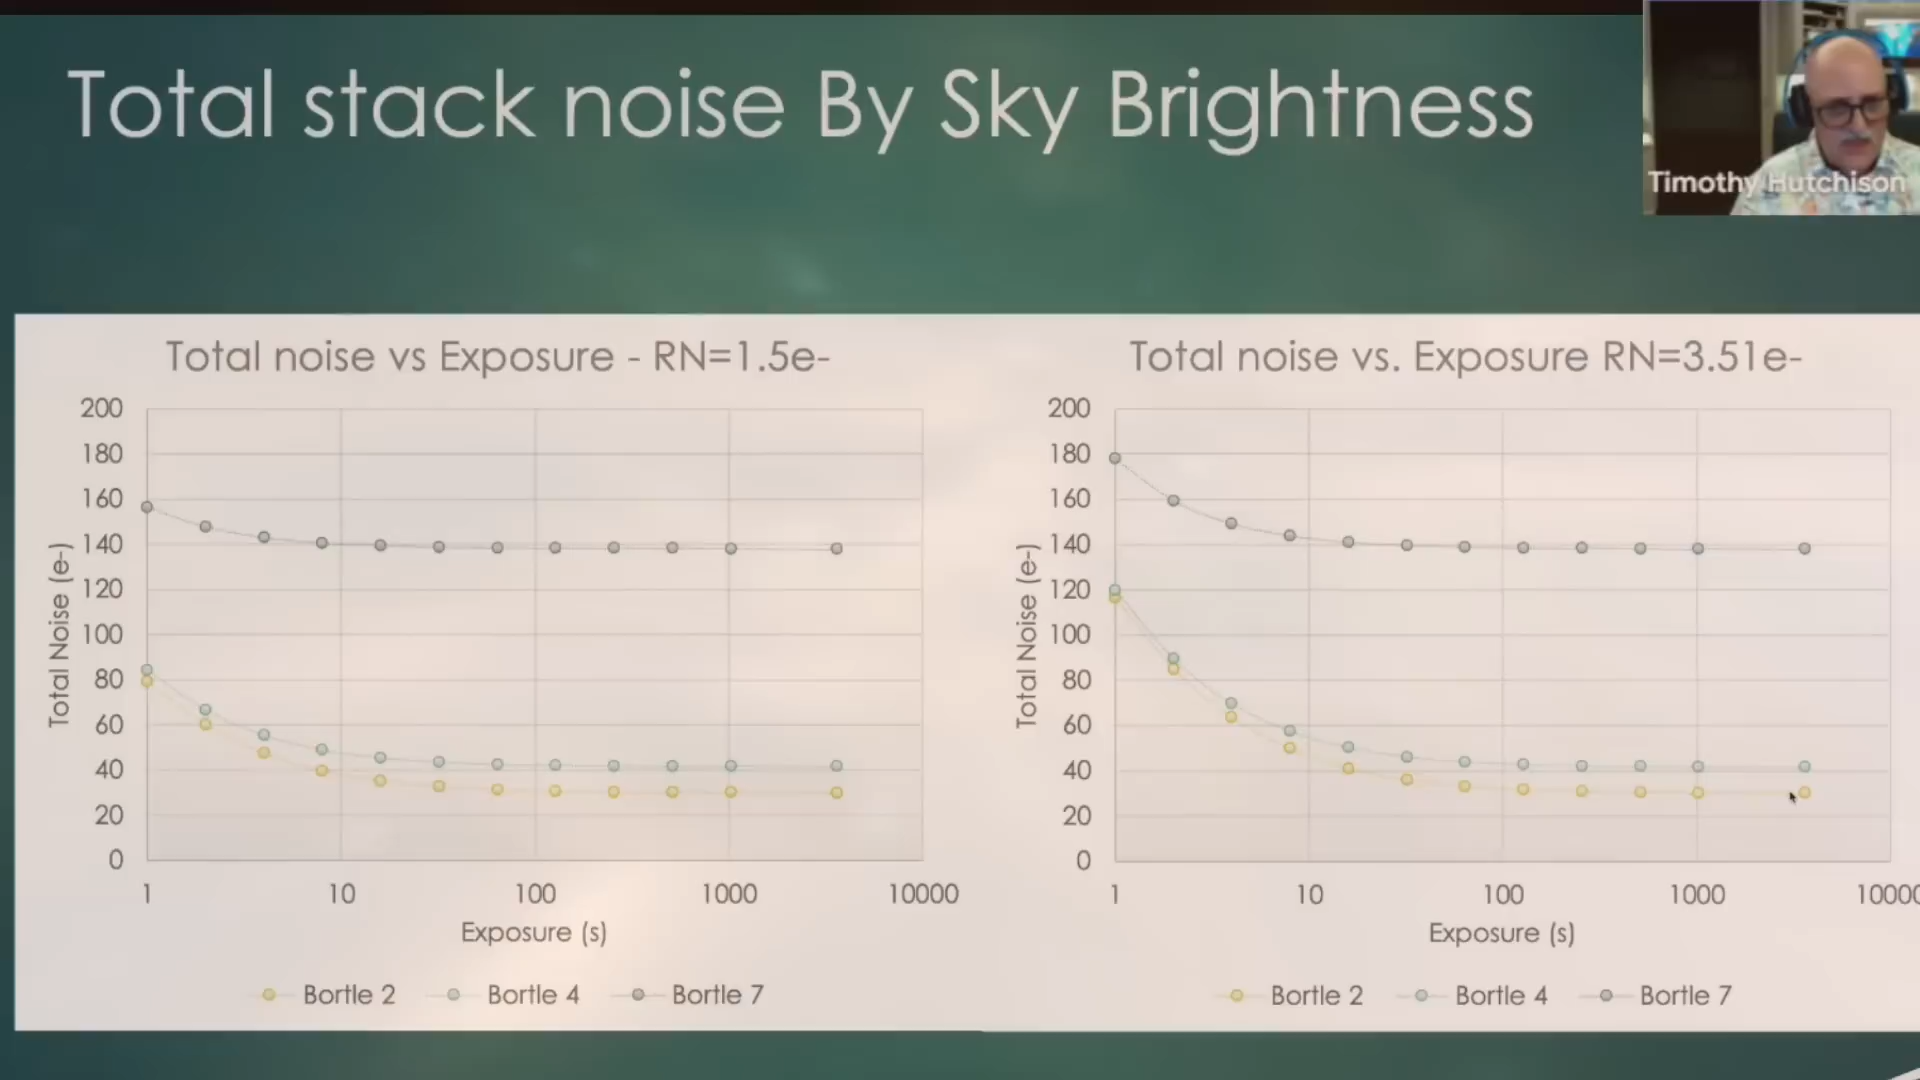 Total stack noise By Sky Brightness
Timothy Hutchison
Total noise vs Exposure - RN=1.5e-
200
180
160
140
120
100
80
60
40
20
0
Total Noise (e-)
1 10 100 1000 10000
Exposure (s)
Bortle 2 Bortle 4 Bortle 7
Total noise vs. Exposure RN=3.51e-
200
180
160
140
120
100
80
60
40
20
0
Total Noise (e-)
1 10 100 1000 10000
Exposure (s)
Bortle 2 Bortle 4 Bortle 7